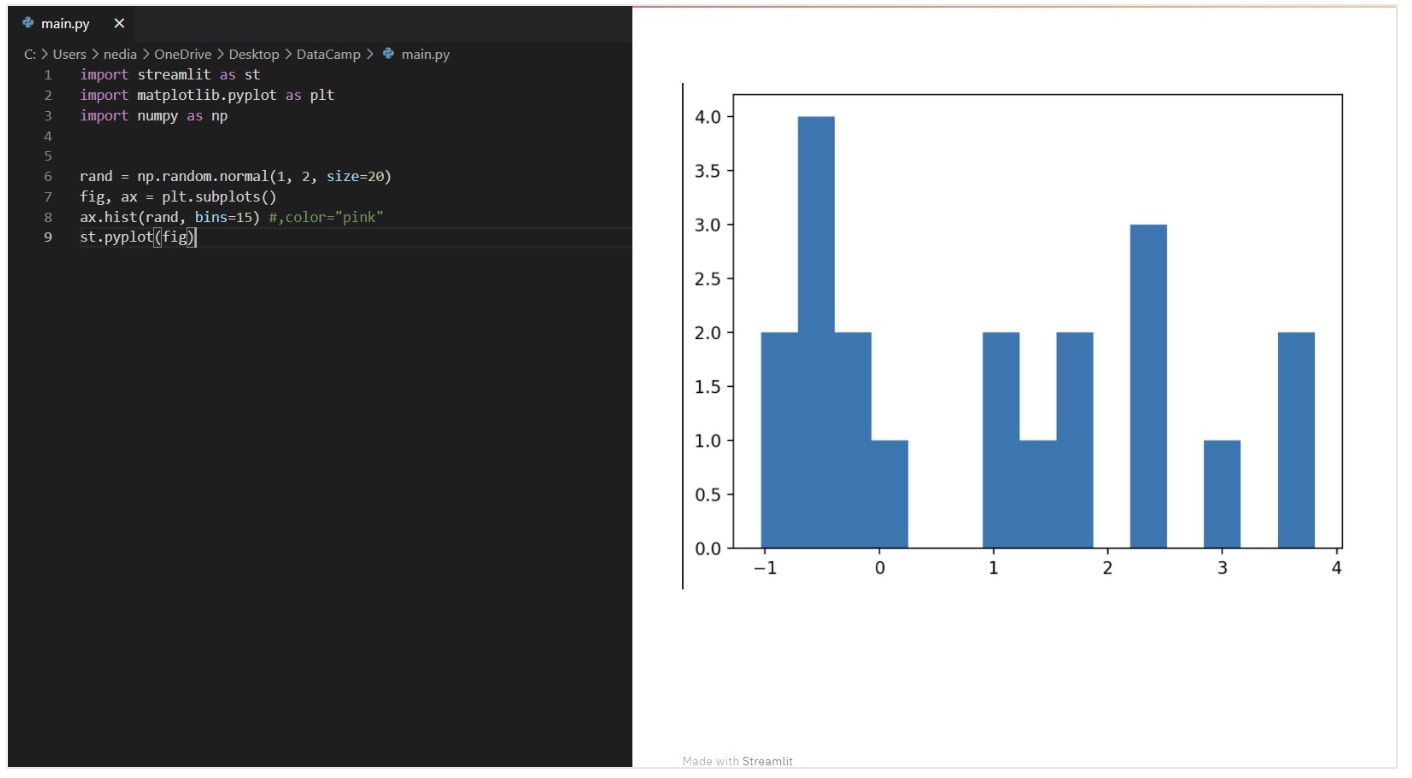 main.py ×
C: > Users > nedia > OneDrive > Desktop > DataCamp > main.py
1 import streamlit as st
2 import matplotlib.pyplot as plt
3 import numpy as np
4
5
6 rand = np.random.normal(1, 2, size=20)
7 fig, ax = plt.subplots()
8 ax.hist(rand, bins=15) #,color="pink"
9 st.pyplot(fig)
4.0
3.5
3.0
2.5
2.0
1.5
1.0
0.5
0.0
−1 0 1 2 3 4
Made with Streamlit